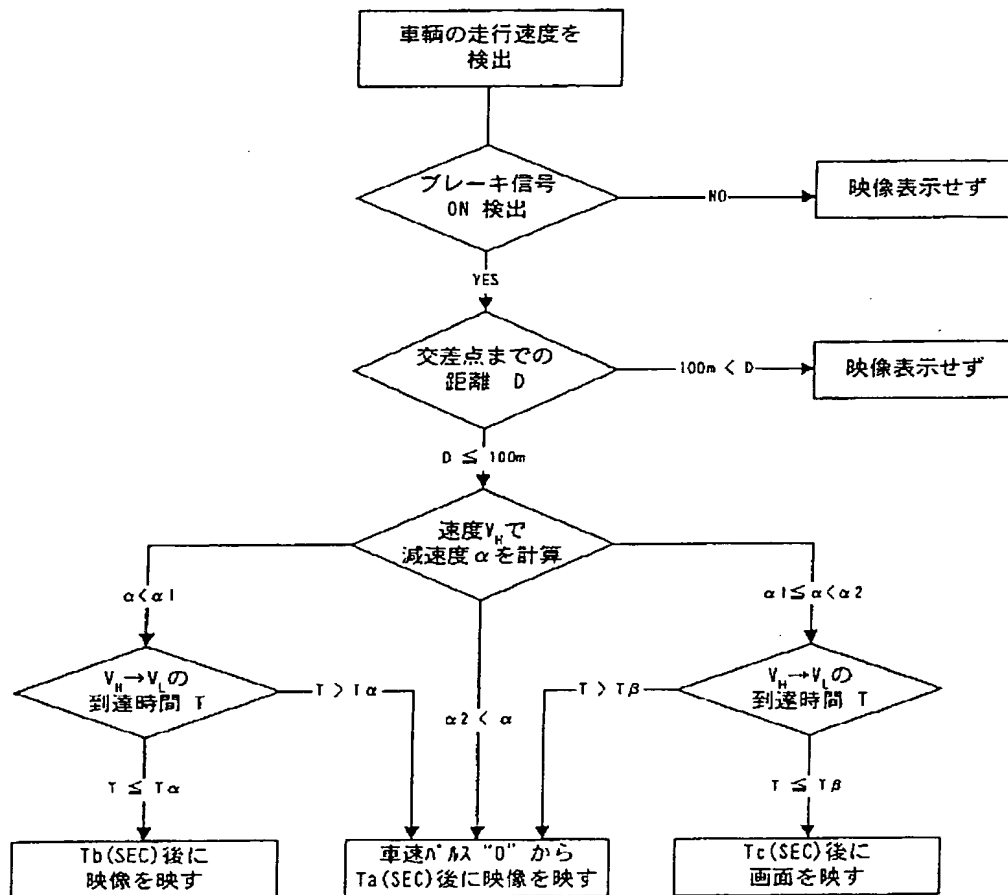 車輌の走行速度を
検出
ブレーキ信号
ON 検出
NO
映像表示せず
YES
交差点までの
距離 D
100m < D
映像表示せず
D ≦ 100m
速度VHで
減速度αを計算
α<α1
α1≦α<α2
VH→VLの
到達時間 T
T > Tα
α2 < α
T > Tβ
VH→VLの
到達時間 T
T ≦ Tα
T ≦ Tβ
Tb(SEC)後に
映像を映す
車速パルス "0" から
Ta(SEC)後に映像を映す
Tc(SEC)後に
画面を映す